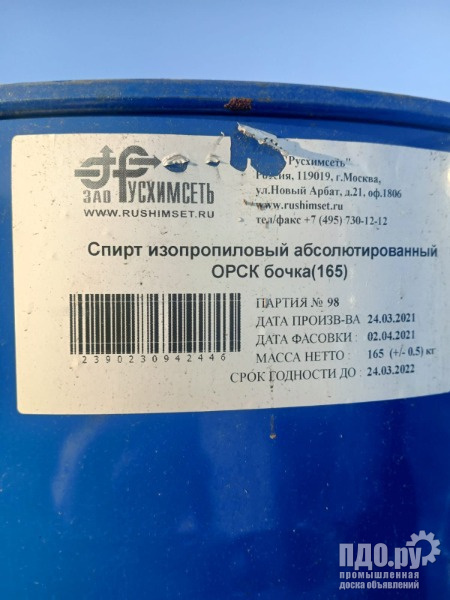 ЗАО РУСХИМСЕТЬ
WWW.RUSHIMSET.RU
Русхимсеть"
Россия, 119019, г.Москва,
ул.Новый Арбат, д.21, оф.1806
www.rushimset.ru
тел/факс +7 (495) 730-12-12
Спирт изопропиловый абсолютированный
ОРСК бочка(165)
2390230942446
ПАРТИЯ № 98
ДАТА ПРОИЗВ-ВА 24.03.2021
ДАТА ФАСОВКИ : 02.04.2021
МАССА НЕТТО : 165 (+/- 0.5) кг
СРОК ГОДНОСТИ ДО : 24.03.2022
ПДО.ру
промышленная
доска объявлений